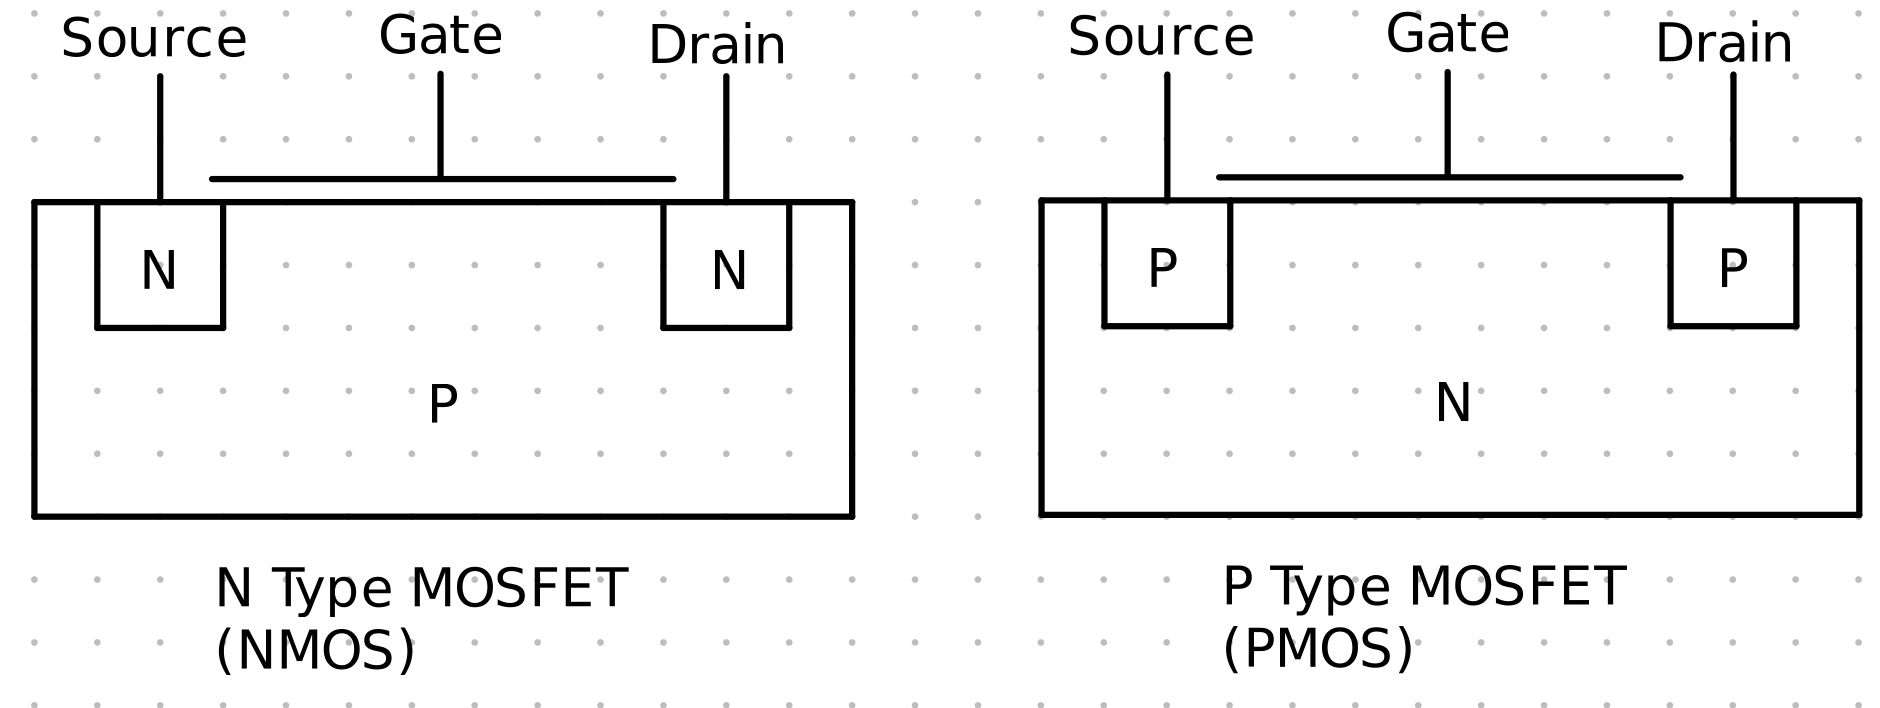 Source
Gate
Drain
N
N
P
N Type MOSFET
(NMOS)
Source
Gate
Drain
P
P
N
P Type MOSFET
(PMOS)